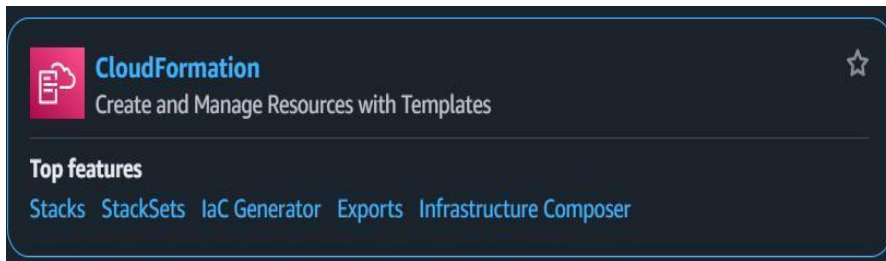 CloudFormation
Create and Manage Resources with Templates
Top features
Stacks StackSets IaC Generator Exports Infrastructure Composer